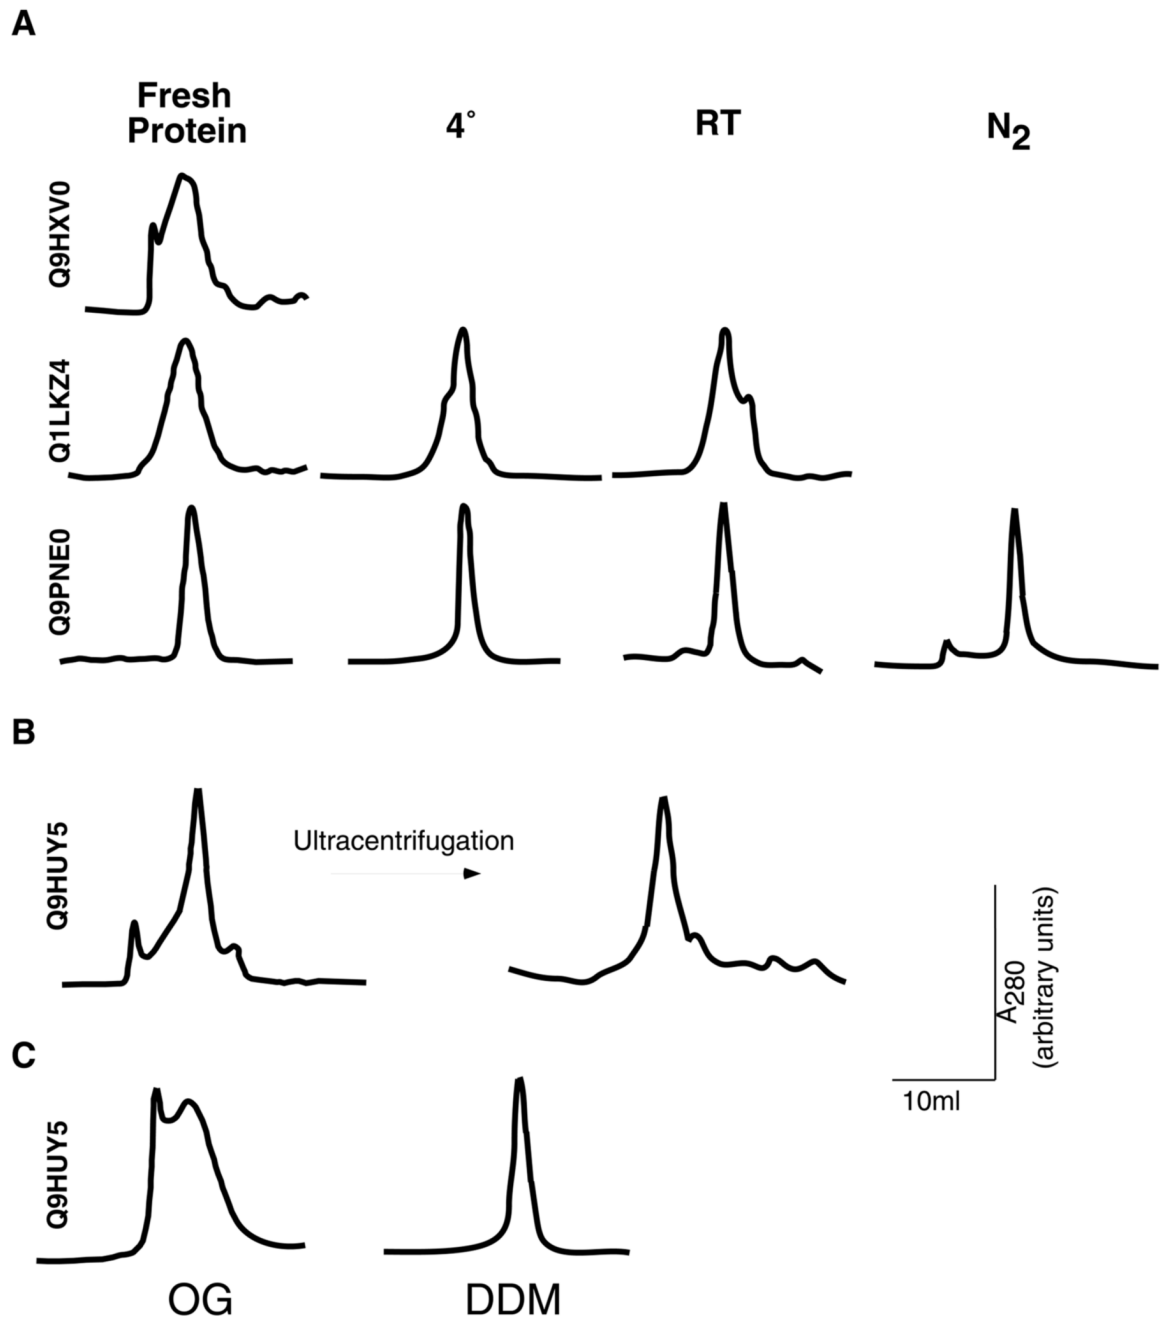 A
Fresh
Protein
4°
RT
N2
Q9HXV0
Q1LKZ4
Q9PNE0
B
Q9HUY5
Ultracentrifugation
A280
(arbitrary units)
10ml
C
Q9HUY5
OG
DDM